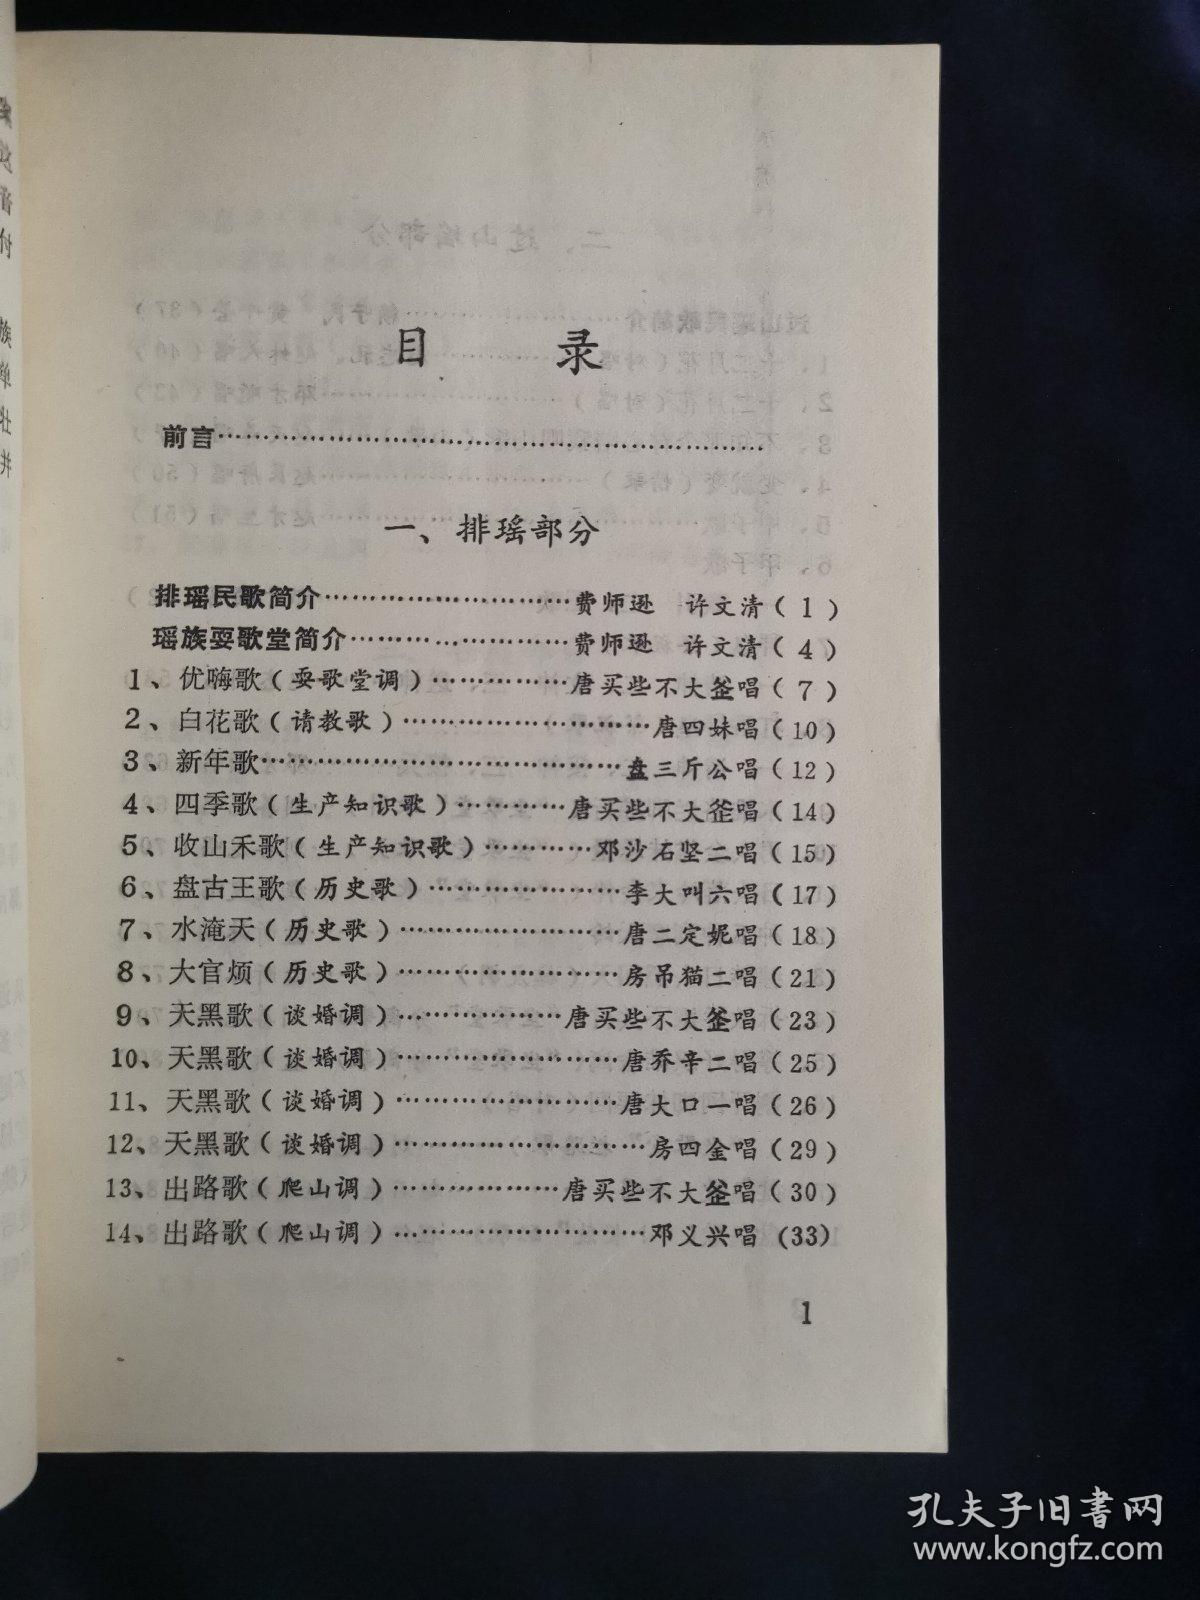 目　　录
前言……………………………………………………
一、排瑶部分
排瑶民歌简介………………………费师逊　许文清（1）
瑶族耍歌堂简介……………………费师逊　许文清（4）
1、优嗨歌（耍歌堂调）……………唐买些不大釜唱（7）
2、白花歌（请教歌）………………………唐四妹唱（10）
3、新年歌…………………………………盘三斤公唱（12）
4、四季歌（生产知识歌）…………唐买些不大釜唱（14）
5、收山禾歌（生产知识歌）…………邓沙石坚二唱（15）
6、盘古王歌（历史歌）…………………李大叫六唱（17）
7、水淹天（历史歌）……………………唐二定妮唱（18）
8、大官烦（历史歌）……………………房吊猫二唱（21）
9、天黑歌（谈婚调）………………唐买些不大釜唱（23）
10、天黑歌（谈婚调）……………………唐乔辛二唱（25）
11、天黑歌（谈婚调）……………………唐大口一唱（26）
12、天黑歌（谈婚调）………………………房四金唱（29）
13、出路歌（爬山调）………………唐买些不大釜唱（30）
14、出路歌（爬山调）………………………邓义兴唱 (33)
1
孔夫子旧书网
www.kongfz.com